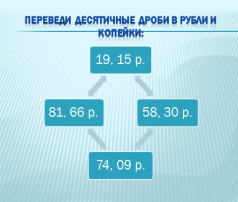 ПЕРЕВЕДИ ДЕСЯТИЧНЫЕ ДРОБИ В РУБЛИ И
КОПЕЙКИ:
19, 15 р.
81, 66 р.
58, 30 р.
74, 09 р.